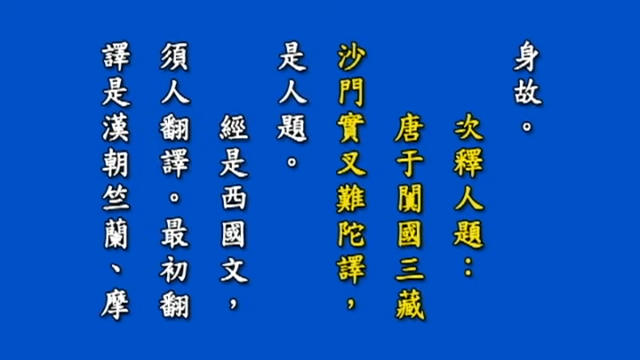 身故。
次釋人題：
唐于闐國三藏
沙門實叉難陀譯，
是人題。
經是西國文，
須人翻譯。最初翻
譯是漢朝竺蘭、摩